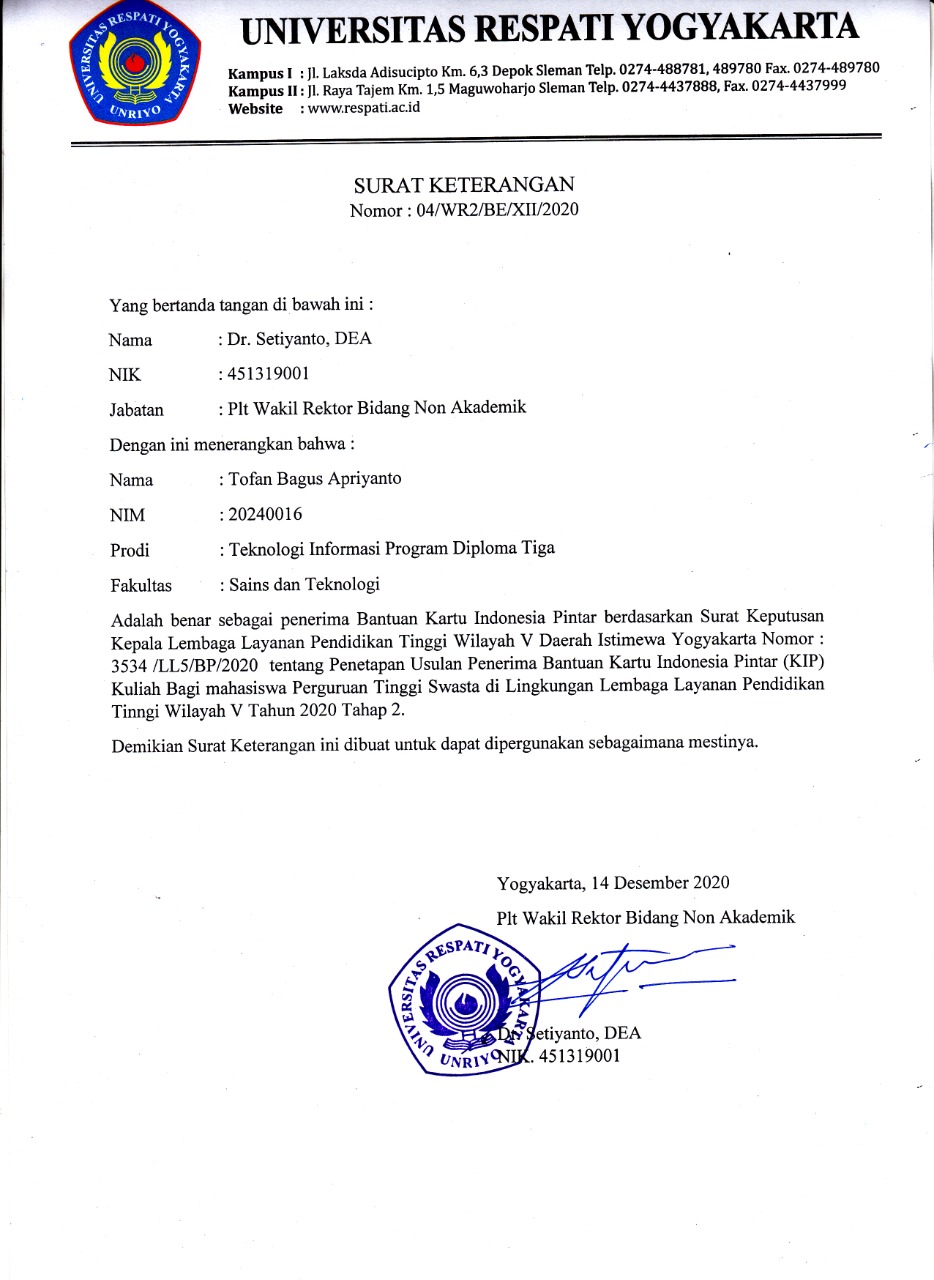 UNIVERSITAS RESPATI YOGYAKARTA
UNRIYO
UNIVERSITAS RESPATI YOGYAKARTA
Kampus I : Jl. Laksda Adisucipto Km. 6,3 Depok Sleman Telp. 0274-488781, 489780 Fax. 0274-489780
Kampus II : Jl. Raya Tajem Km. 1,5 Maguwoharjo Sleman Telp. 0274-4437888, Fax. 0274-4437999
Website : www.respati.ac.id
SURAT KETERANGAN
Nomor : 04/WR2/BE/XII/2020
Yang bertanda tangan di bawah ini :
Nama : Dr. Setiyanto, DEA
NIK : 451319001
Jabatan : Plt Wakil Rektor Bidang Non Akademik
Dengan ini menerangkan bahwa :
Nama : Tofan Bagus Apriyanto
NIM : 20240016
Prodi : Teknologi Informasi Program Diploma Tiga
Fakultas : Sains dan Teknologi
Adalah benar sebagai penerima Bantuan Kartu Indonesia Pintar berdasarkan Surat Keputusan
Kepala Lembaga Layanan Pendidikan Tinggi Wilayah V Daerah Istimewa Yogyakarta Nomor :
3534 /LL5/BP/2020 tentang Penetapan Usulan Penerima Bantuan Kartu Indonesia Pintar (KIP)
Kuliah Bagi mahasiswa Perguruan Tinggi Swasta di Lingkungan Lembaga Layanan Pendidikan
Tinngi Wilayah V Tahun 2020 Tahap 2.
Demikian Surat Keterangan ini dibuat untuk dapat dipergunakan sebagaimana mestinya.
Yogyakarta, 14 Desember 2020
Plt Wakil Rektor Bidang Non Akademik
UNIVERSITAS RESPATI YOGYAKARTA
UNRIYO
Dr. Setiyanto, DEA
NIK. 451319001